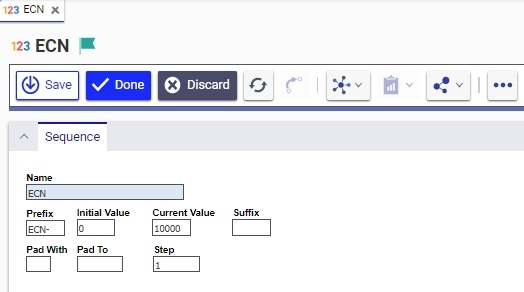 123 ECN ×
123 ECN
Save Done Discard
Sequence
Name
ECN
Prefix Initial Value Current Value Suffix
ECN- 0 10000
Pad With Pad To Step
1